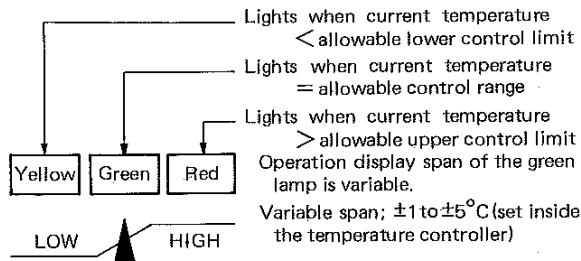 Lights when current temperature
< allowable lower control limit
Lights when current temperature
= allowable control range
Lights when current temperature
> allowable upper control limit
Yellow Green Red
Operation display span of the green
lamp is variable.
Variable span; ±1 to ±5°C (set inside
the temperature controller)
LOW HIGH